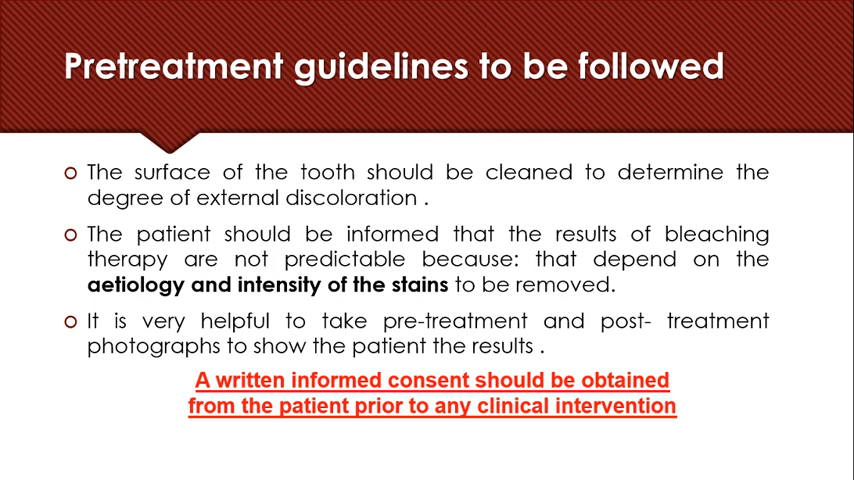 Pretreatment guidelines to be followed
The surface of the tooth should be cleaned to determine the
degree of external discoloration .
The patient should be informed that the results of bleaching
therapy are not predictable because: that depend on the
aetiology and intensity of the stains to be removed.
It is very helpful to take pre-treatment and post- treatment
photographs to show the patient the results .
A written informed consent should be obtained
from the patient prior to any clinical intervention